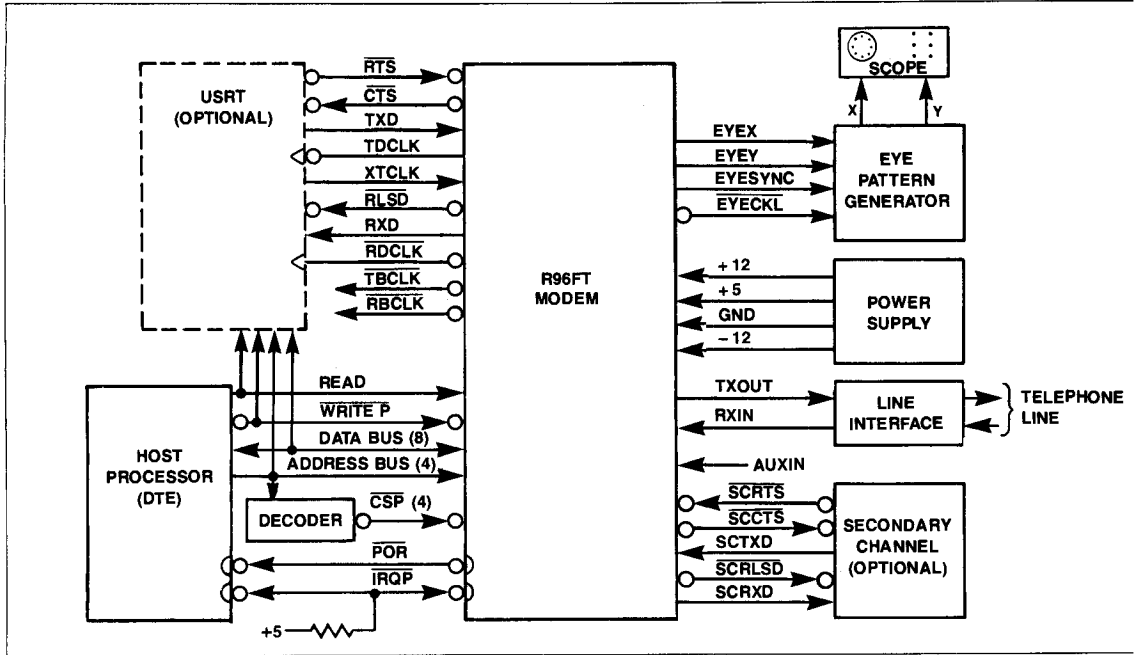 USRT
(OPTIONAL)
RTS
CTS
TXD
TDCLK
XTCLK
RLSD
RXD
RDCLK
TBCLK
RBCLK
HOST
PROCESSOR
(DTE)
READ
WRITE P
DATA BUS (8)
ADDRESS BUS (4)
DECODER
CSP (4)
POR
IRQP
+5
R96FT
MODEM
SCOPE
X
Y
EYEX
EYEY
EYESYNC
EYECKL
EYE
PATTERN
GENERATOR
+12
+5
GND
-12
POWER
SUPPLY
TXOUT
RXIN
LINE
INTERFACE
TELEPHONE
LINE
AUXIN
SCRTS
SCCTS
SCTXD
SCRLSD
SCRXD
SECONDARY
CHANNEL
(OPTIONAL)